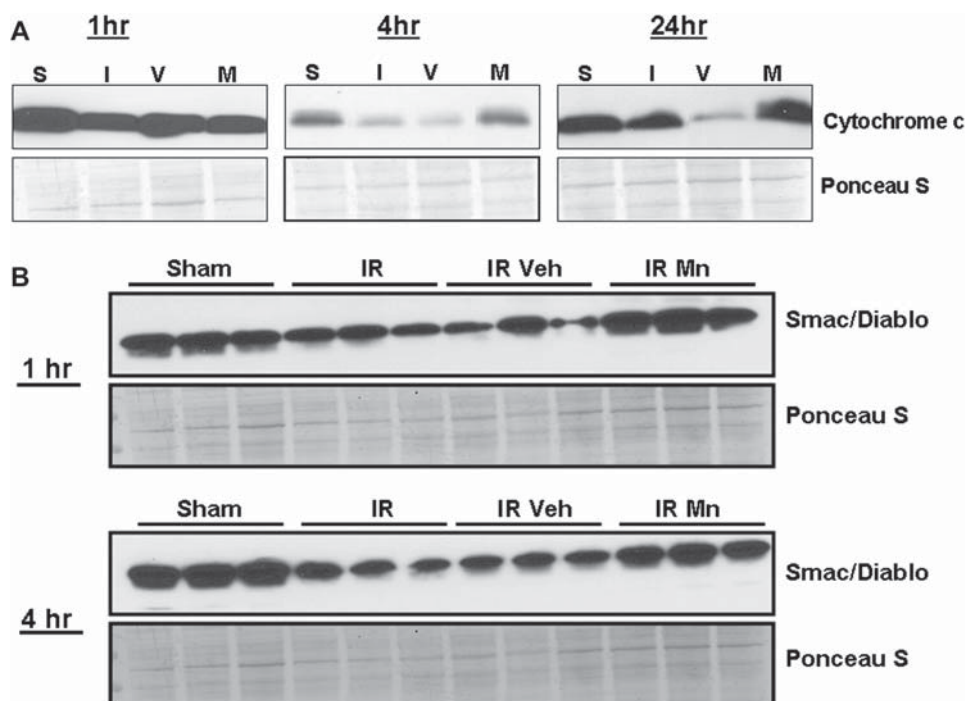 A
1hr 4hr 24hr
S I V M S I V M S I V M
Cytochrome c
Ponceau S
B
Sham IR IR Veh IR Mn
Smac/Diablo
1 hr
Ponceau S
Sham IR IR Veh IR Mn
Smac/Diablo
4 hr
Ponceau S